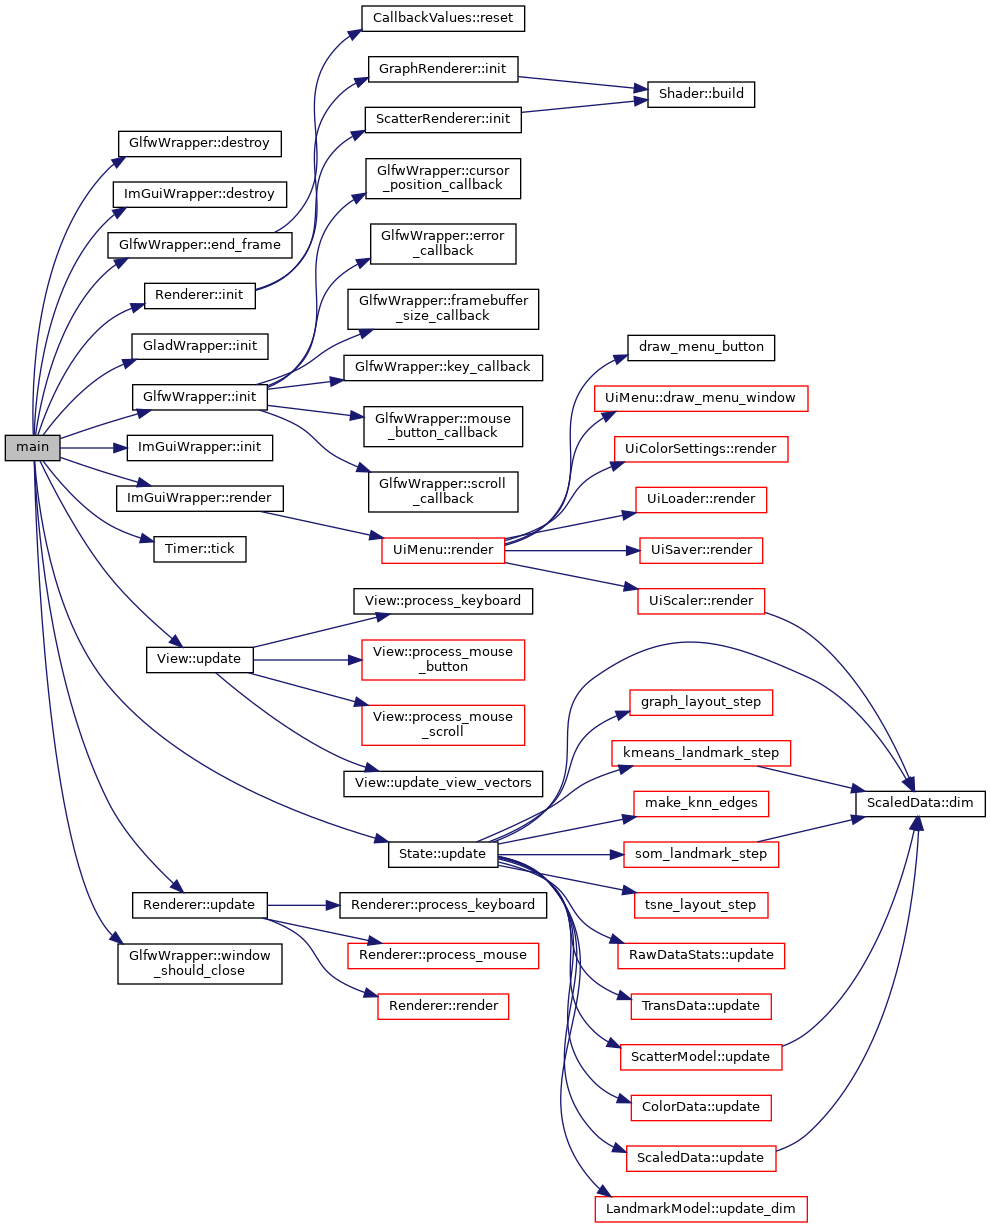 CallbackValues::reset
GraphRenderer::init
Shader::build
ScatterRenderer::init
GlfwWrapper::destroy
GlfwWrapper::cursor
_position_callback
ImGuiWrapper::destroy
GlfwWrapper::end_frame
GlfwWrapper::error
_callback
Renderer::init
GlfwWrapper::framebuffer
_size_callback
GladWrapper::init
draw_menu_button
GlfwWrapper::key_callback
GlfwWrapper::init
UiMenu::draw_menu_window
GlfwWrapper::mouse
_button_callback
main
ImGuiWrapper::init
UiColorSettings::render
GlfwWrapper::scroll
_callback
ImGuiWrapper::render
UiLoader::render
Timer::tick
UiMenu::render
UiSaver::render
View::process_keyboard
UiScaler::render
View::update
View::process_mouse
_button
graph_layout_step
View::process_mouse
_scroll
kmeans_landmark_step
View::update_view_vectors
make_knn_edges
ScaledData::dim
State::update
som_landmark_step
Renderer::update
Renderer::process_keyboard
tsne_layout_step
GlfwWrapper::window
_should_close
Renderer::process_mouse
RawDataStats::update
Renderer::render
TransData::update
ScatterModel::update
ColorData::update
ScaledData::update
LandmarkModel::update_dim